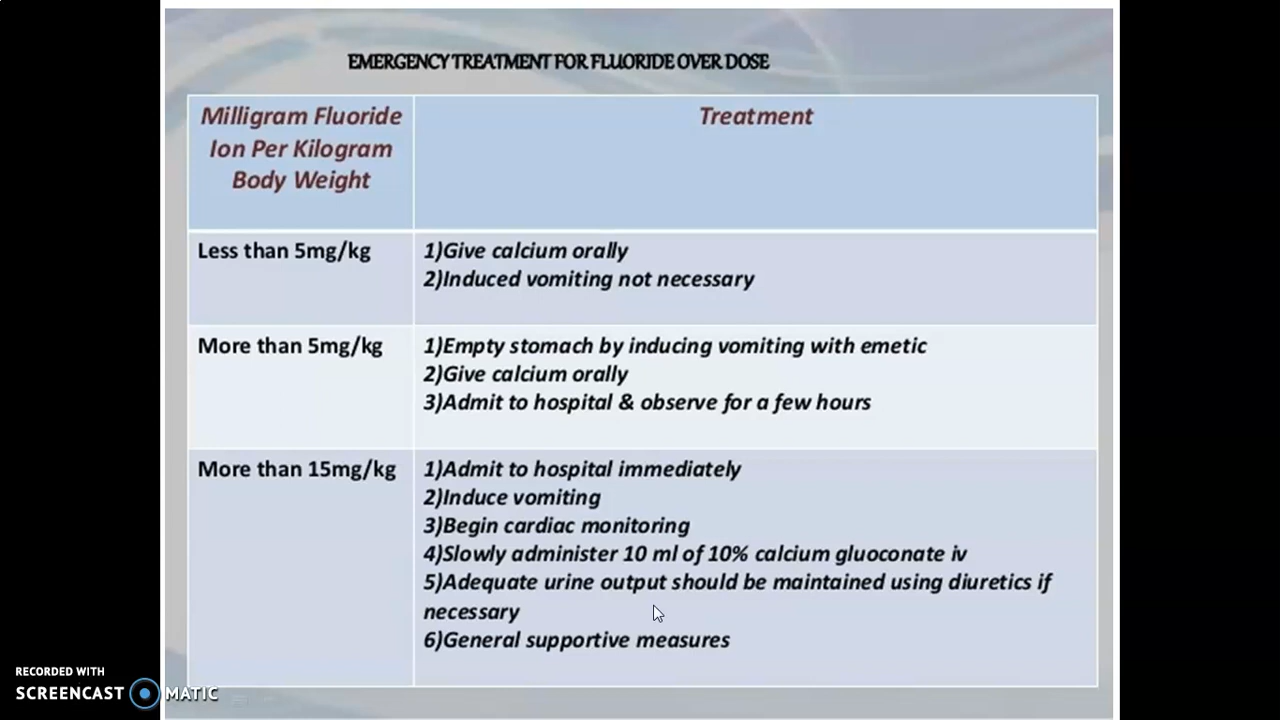 EMERGENCY TREATMENT FOR FLUORIDE OVER DOSE
Milligram Fluoride
Ion Per Kilogram
Body Weight
Treatment
Less than 5mg/kg
1)Give calcium orally
2)Induced vomiting not necessary
More than 5mg/kg
1)Empty stomach by inducing vomiting with emetic
2)Give calcium orally
3)Admit to hospital & observe for a few hours
More than 15mg/kg
1)Admit to hospital immediately
2)Induce vomiting
3)Begin cardiac monitoring
4)Slowly administer 10 ml of 10% calcium gluoconate iv
5)Adequate urine output should be maintained using diuretics if
necessary
6)General supportive measures
RECORDED WITH
SCREENCAST MATIC